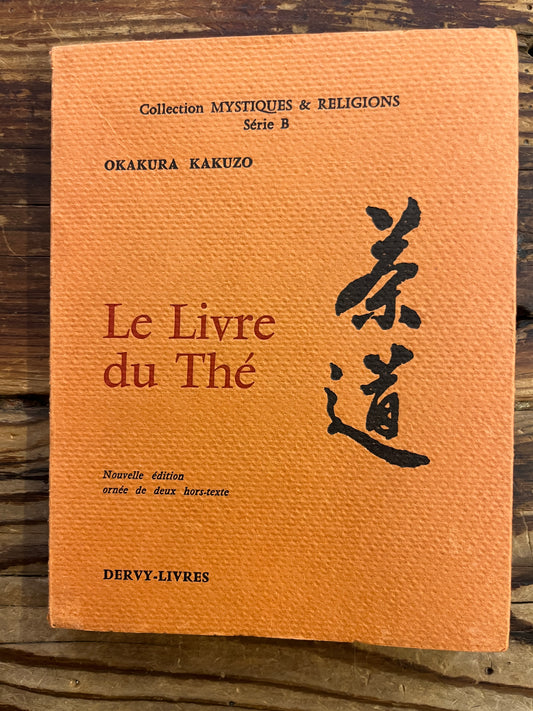 Collection MYSTIQUES & RELIGIONS
Série B
OKAKURA KAKUZO
茶道
Le Livre
du Thé
Nouvelle édition
ornée de deux hors-texte
DERVY-LIVRES